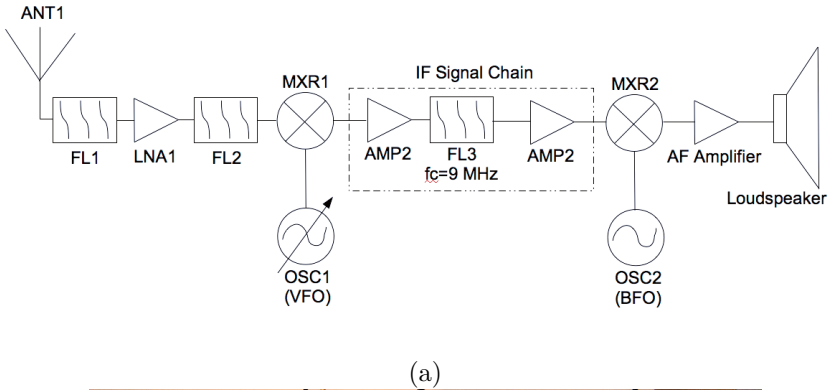 ANT1
IF Signal Chain
MXR1
MXR2
FL1
LNA1
FL2
AMP2
FL3
fc=9 MHz
AMP2
AF Amplifier
Loudspeaker
OSC1
(VFO)
OSC2
(BFO)
(a)